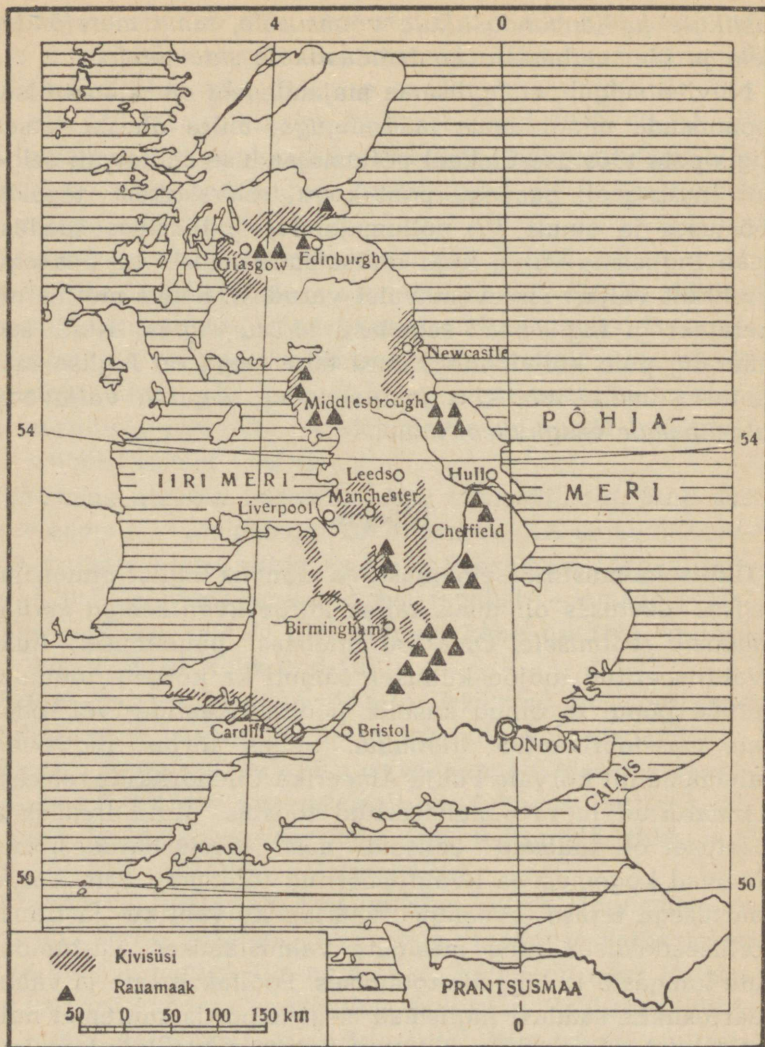 4 0
Glasgow Edinburgh
Newcastle
Middlesbrough
54 PÕHJA- 54
IIRI MERI Leeds Hull MERI
Manchester
Liverpool Cheffield
Birmingham
Cardiff Bristol LONDON
CALAIS
50 50
Kivisüsi
Rauamaak
50 0 50 100 150 km
PRANTSUSMAA
0